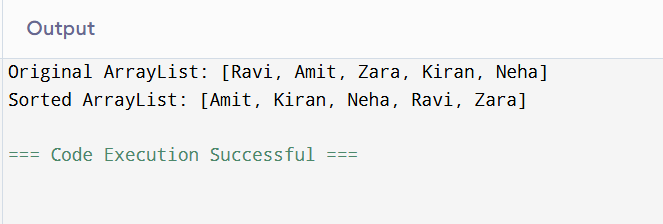 Output
Original ArrayList: [Ravi, Amit, Zara, Kiran, Neha]
Sorted ArrayList: [Amit, Kiran, Neha, Ravi, Zara]
=== Code Execution Successful ===